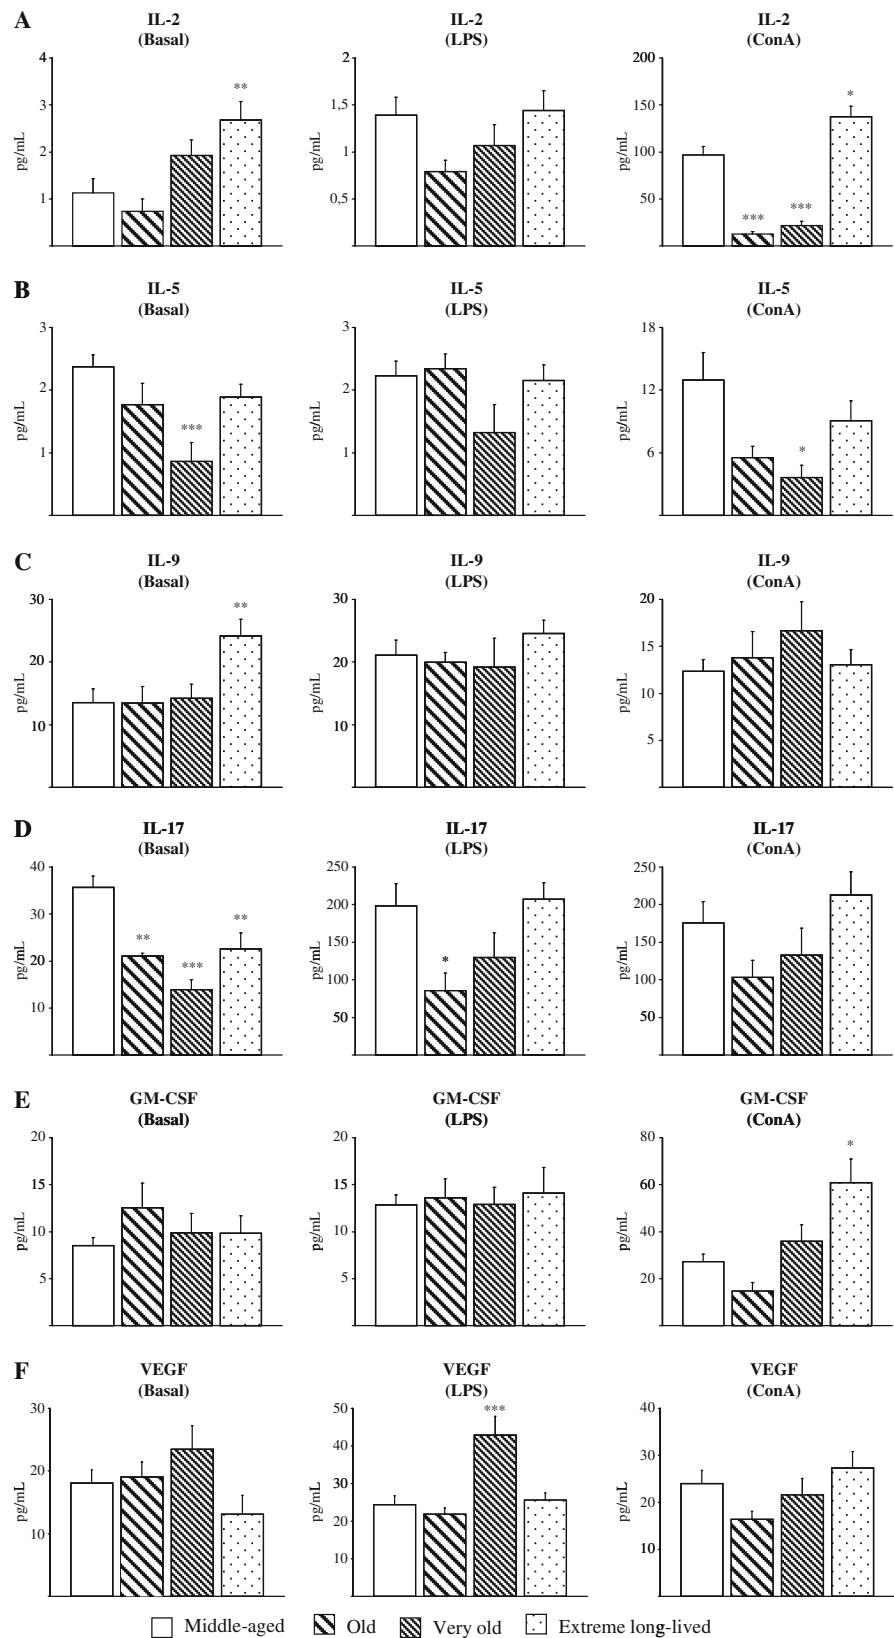 A
IL-2
(Basal)
IL-2
(LPS)
IL-2
(ConA)
4
3
2
1
pg/mL
**
2
1,5
1
0,5
pg/mL
200
150
100
50
pg/mL
***
***
*
B
IL-5
(Basal)
IL-5
(LPS)
IL-5
(ConA)
3
2
1
pg/mL
***
3
2
1
pg/mL
18
12
6
pg/mL
*
C
IL-9
(Basal)
IL-9
(LPS)
IL-9
(ConA)
30
20
10
pg/mL
**
30
20
10
pg/mL
20
15
10
5
pg/mL
D
IL-17
(Basal)
IL-17
(LPS)
IL-17
(ConA)
40
30
20
10
pg/mL
**
***
**
250
200
150
100
50
pg/mL
*
250
200
150
100
50
pg/mL
E
GM-CSF
(Basal)
GM-CSF
(LPS)
GM-CSF
(ConA)
20
15
10
5
pg/mL
20
15
10
5
pg/mL
80
60
40
20
pg/mL
*
F
VEGF
(Basal)
VEGF
(LPS)
VEGF
(ConA)
30
20
10
pg/mL
50
40
30
20
10
pg/mL
***
40
30
20
10
pg/mL
Middle-aged Old Very old Extreme long-lived